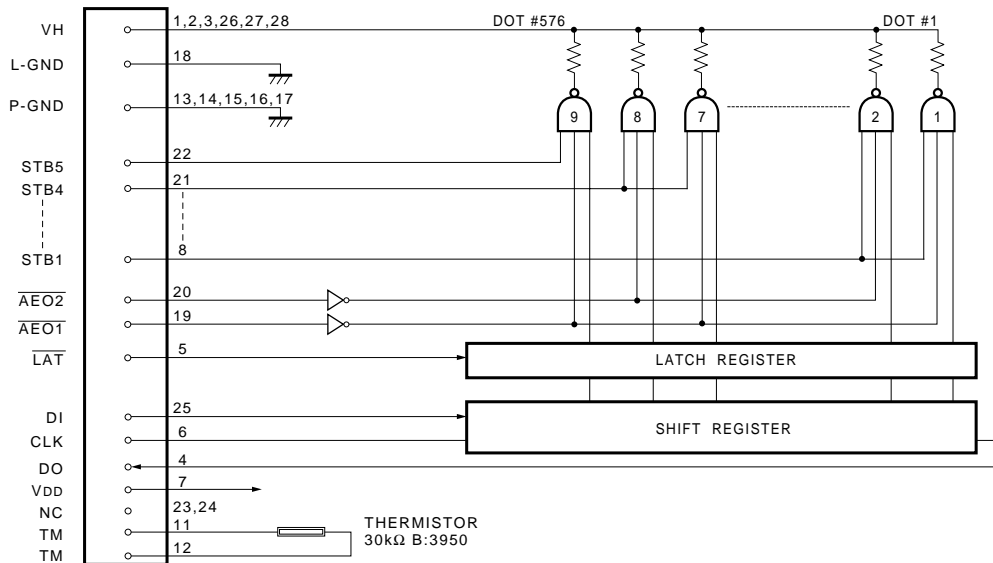 VH 1,2,3,26,27,28 DOT #576 DOT #1
L-GND 18
P-GND 13,14,15,16,17
9 8 7 2 1
STB5 22
STB4 21
STB1 8
AEO2 20
AEO1 19
LAT 5 LATCH REGISTER
DI 25
CLK 6 SHIFT REGISTER
DO 4
VDD 7
NC 23,24
TM 11 THERMISTOR
30kΩ B:3950
TM 12